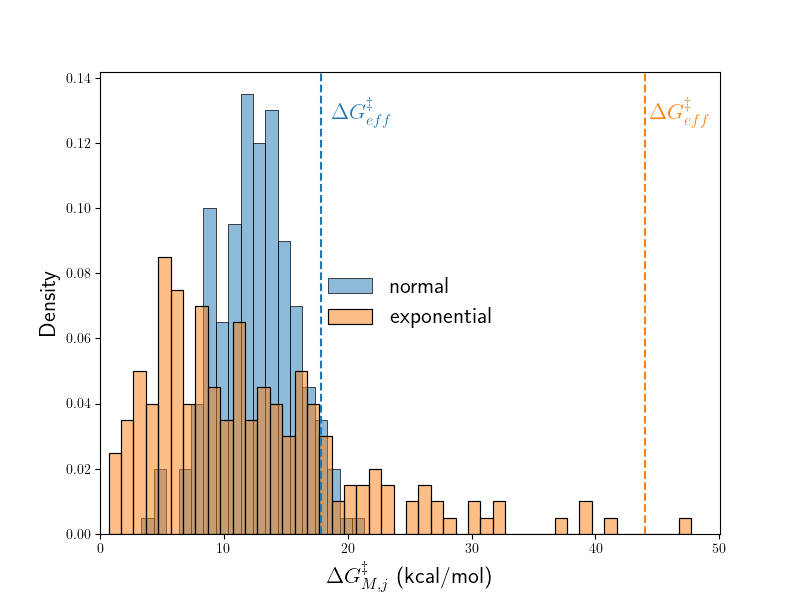 0.14
0.12
0.10
0.08
0.06
0.04
0.02
0.00
Density
ΔG‡eff
ΔG‡eff
normal
exponential
0 10 20 30 40 50
ΔG‡M,j (kcal/mol)